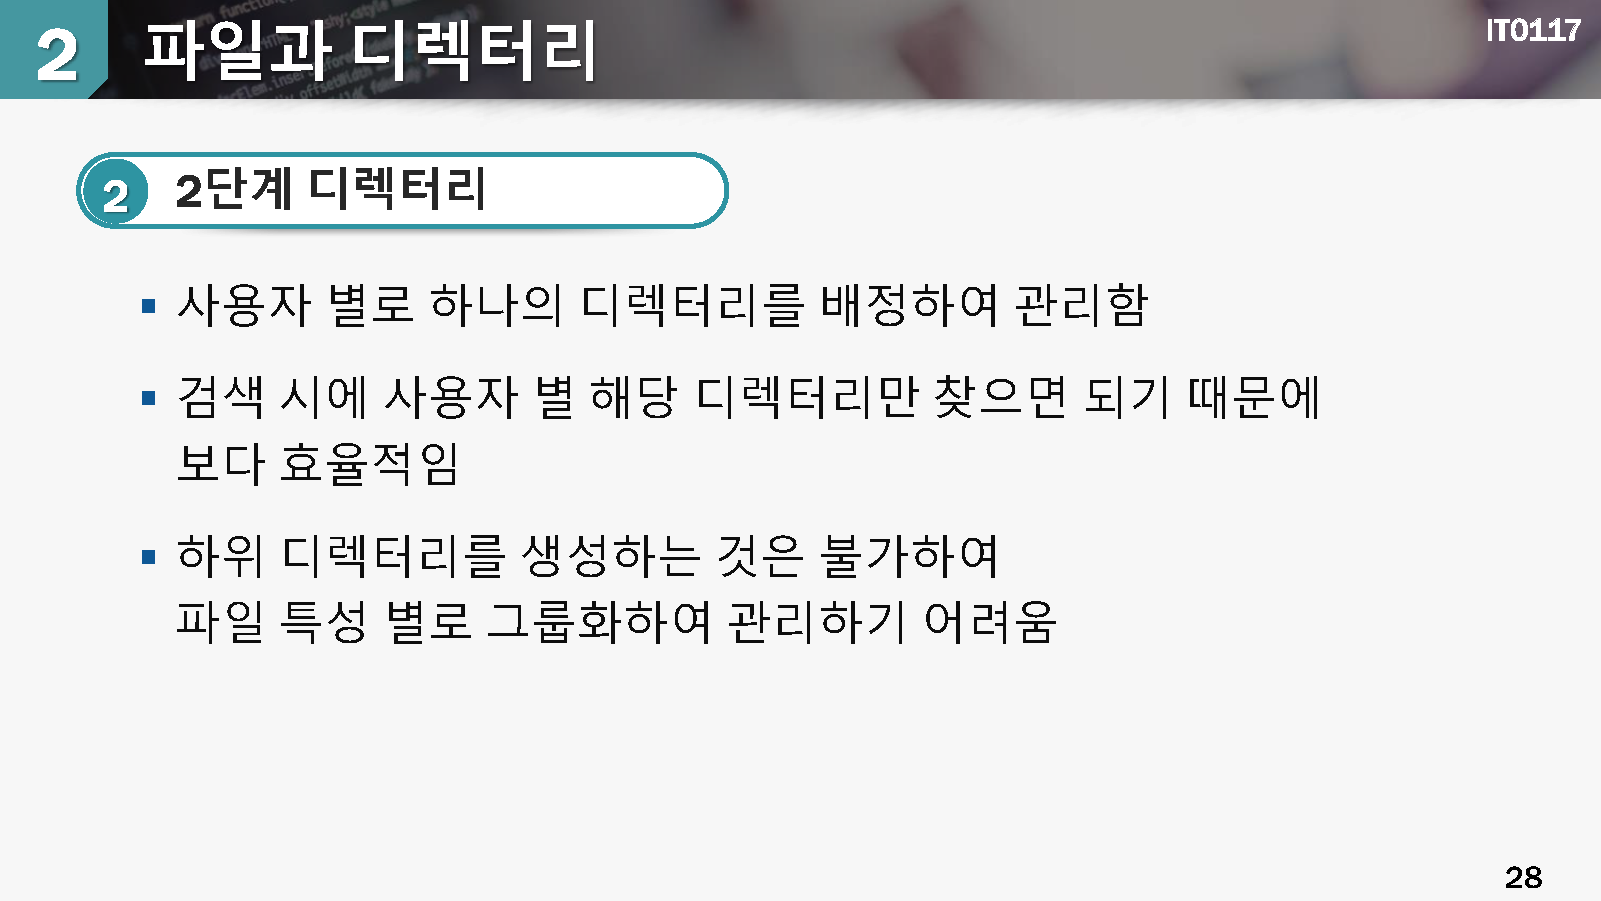 2 파일과 디렉터리
IT0117
2 2단계 디렉터리
▪ 사용자 별로 하나의 디렉터리를 배정하여 관리함
▪ 검색 시에 사용자 별 해당 디렉터리만 찾으면 되기 때문에
보다 효율적임
▪ 하위 디렉터리를 생성하는 것은 불가하여
파일 특성 별로 그룹화하여 관리하기 어려움
28